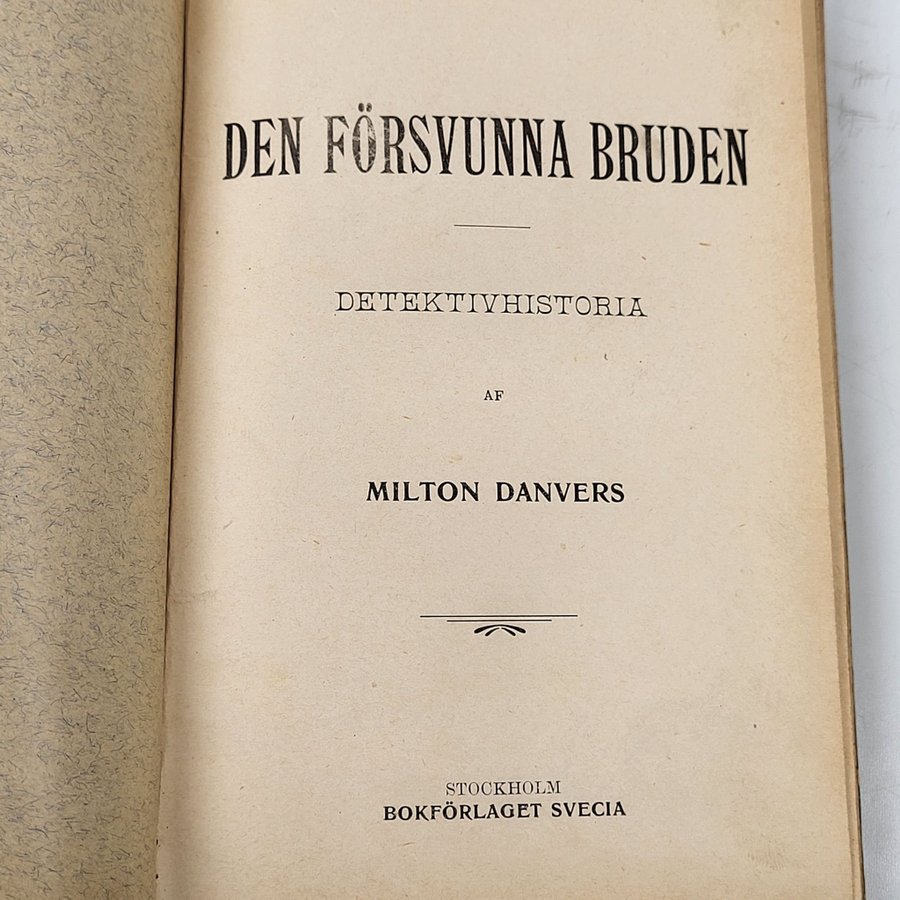 DEN FÖRSVUNNA BRUDEN
DETEKTIVHISTORIA
AF
MILTON DANVERS
STOCKHOLM
BOKFÖRLAGET SVECIA